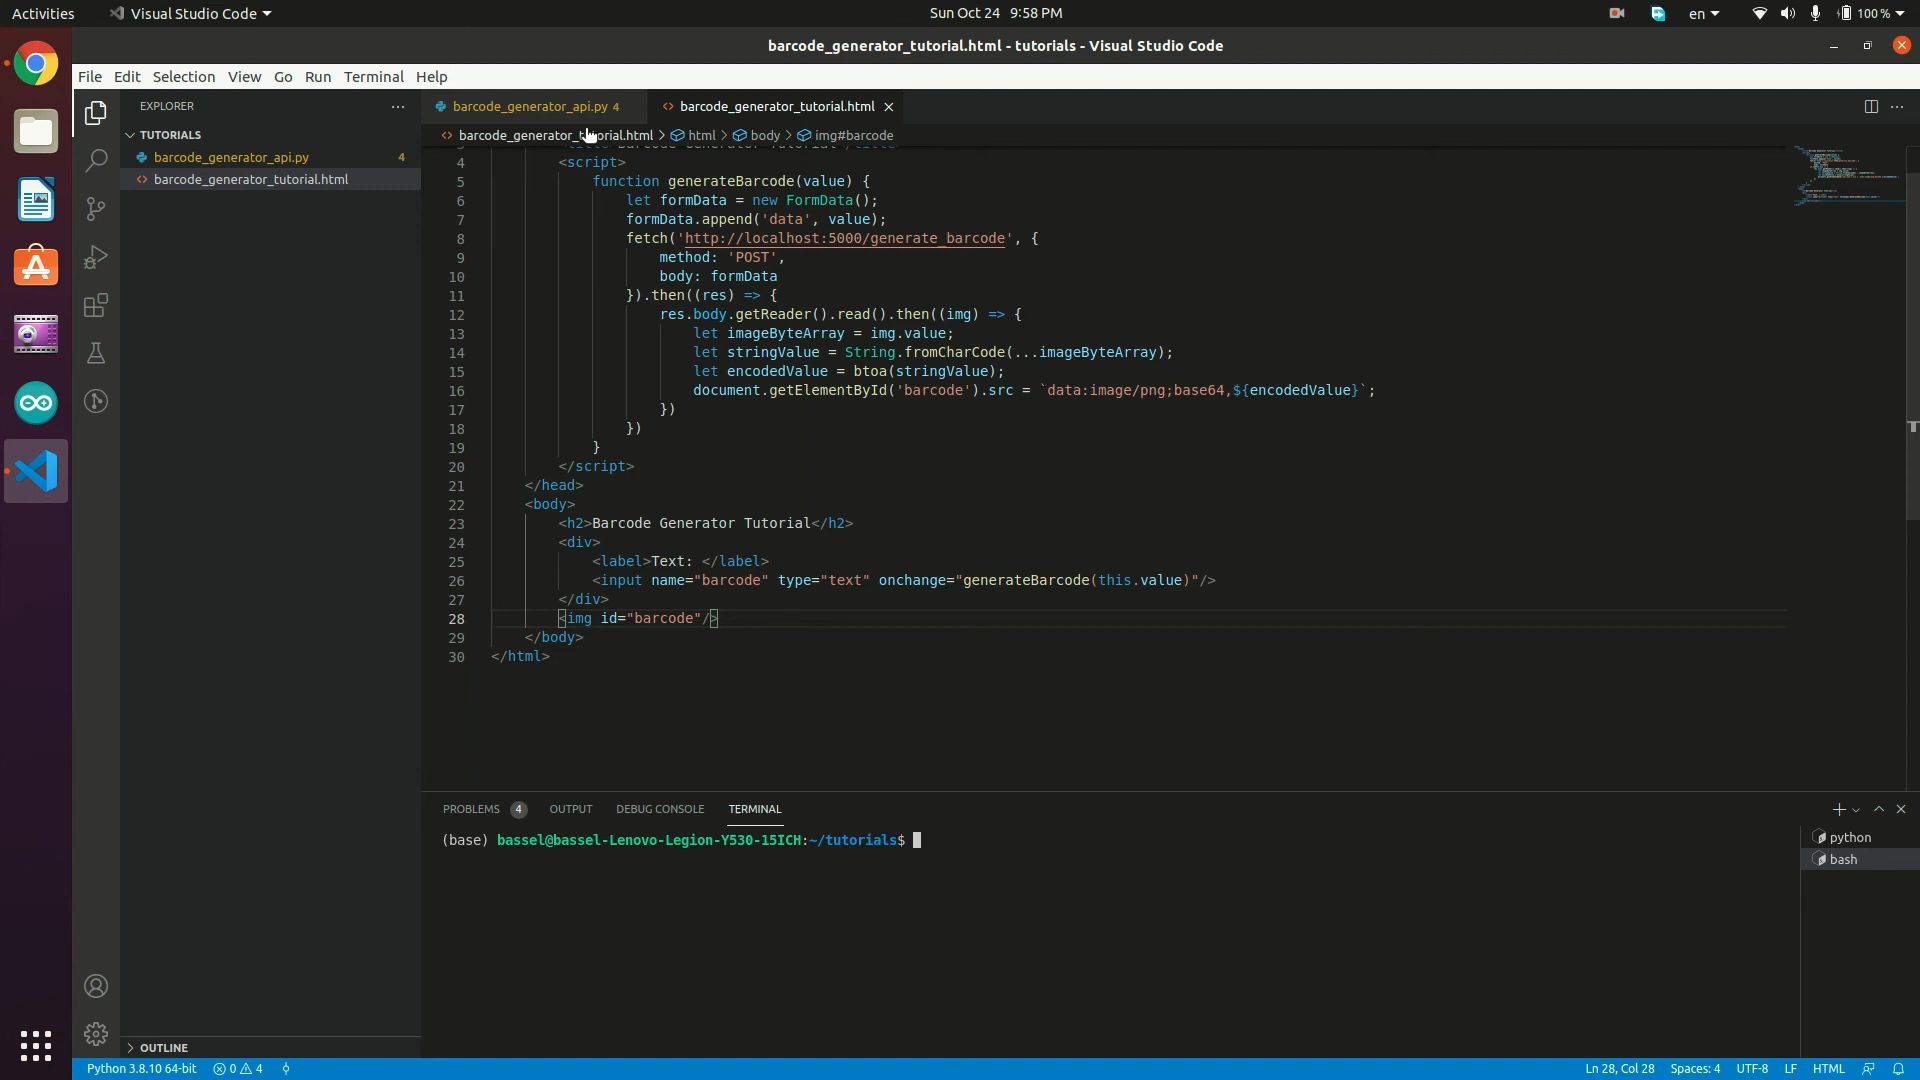 Activities
Visual Studio Code
Sun Oct 24 9:58 PM
en
100 %
barcode_generator_tutorial.html - tutorials - Visual Studio Code
File Edit Selection View Go Run Terminal Help
EXPLORER
TUTORIALS
barcode_generator_api.py 4
barcode_generator_tutorial.html
OUTLINE
barcode_generator_api.py 4
barcode_generator_tutorial.html
barcode_generator_tutorial.html > html > body > img#barcode
4 <script>
5 function generateBarcode(value) {
6 let formData = new FormData();
7 formData.append('data', value);
8 fetch('http://localhost:5000/generate_barcode', {
9 method: 'POST',
10 body: formData
11 }).then((res) => {
12 res.body.getReader().read().then((img) => {
13 let imageByteArray = img.value;
14 let stringValue = String.fromCharCode(...imageByteArray);
15 let encodedValue = btoa(stringValue);
16 document.getElementById('barcode').src = `data:image/png;base64,${encodedValue}`;
17 })
18 })
19 }
20 </script>
21 </head>
22 <body>
23 <h2>Barcode Generator Tutorial</h2>
24 <div>
25 <label>Text: </label>
26 <input name="barcode" type="text" onchange="generateBarcode(this.value)"/>
27 </div>
28 <img id="barcode"/>
29 </body>
30 </html>
PROBLEMS 4 OUTPUT DEBUG CONSOLE TERMINAL
(base) bassel@bassel-Lenovo-Legion-Y530-15ICH:~/tutorials$
python
bash
Python 3.8.10 64-bit 0 4
Ln 28, Col 28 Spaces: 4 UTF-8 LF HTML